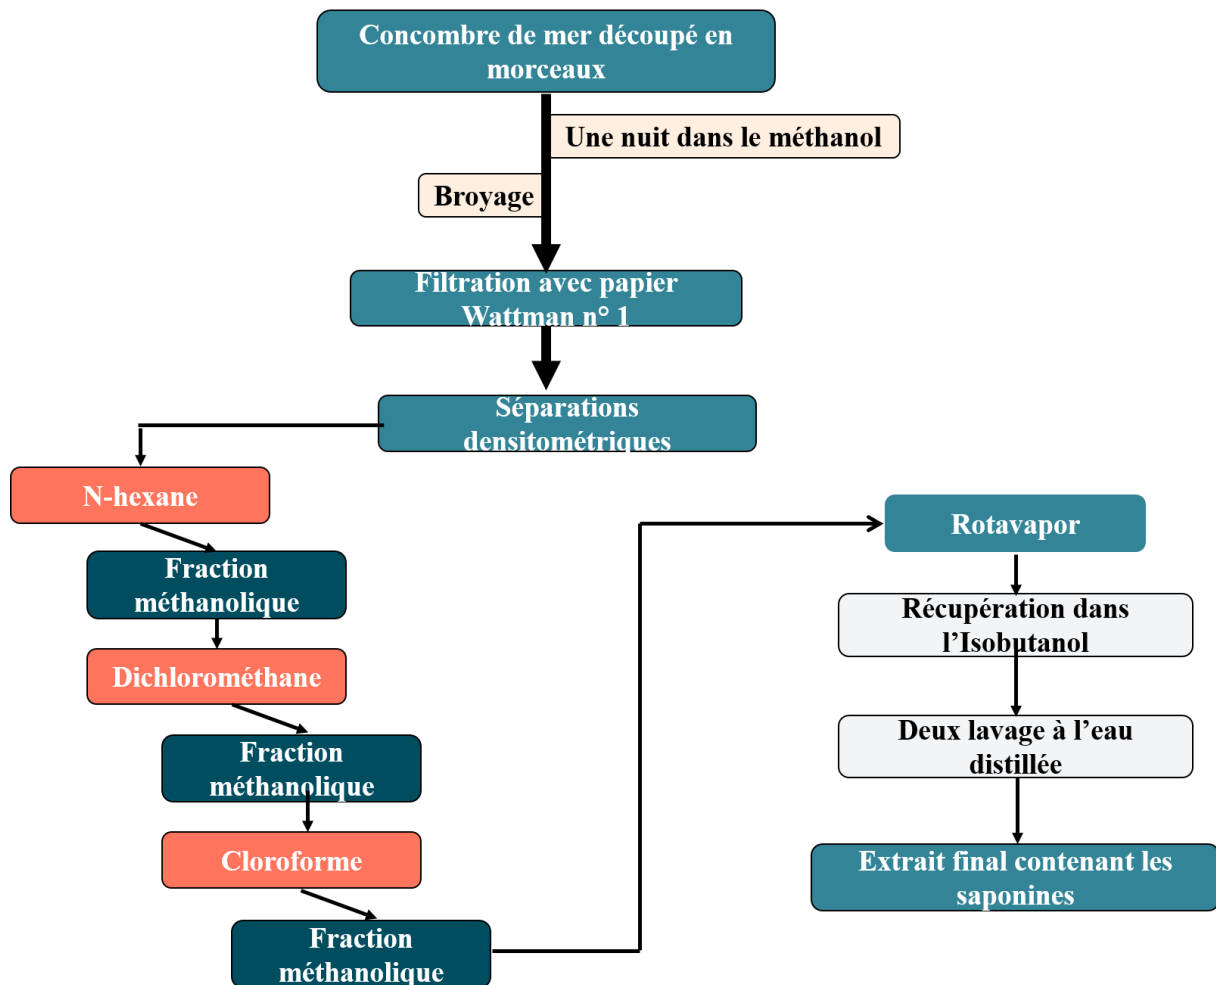 Concombre de mer découpé en
morceaux
Une nuit dans le méthanol
Broyage
Filtration avec papier
Wattman n° 1
Séparations
densitométriques
N-hexane
Fraction
méthanolique
Dichlorométhane
Fraction
méthanolique
Cloroforme
Fraction
méthanolique
Rotavapor
Récupération dans
l’Isobutanol
Deux lavage à l’eau
distillée
Extrait final contenant les
saponines